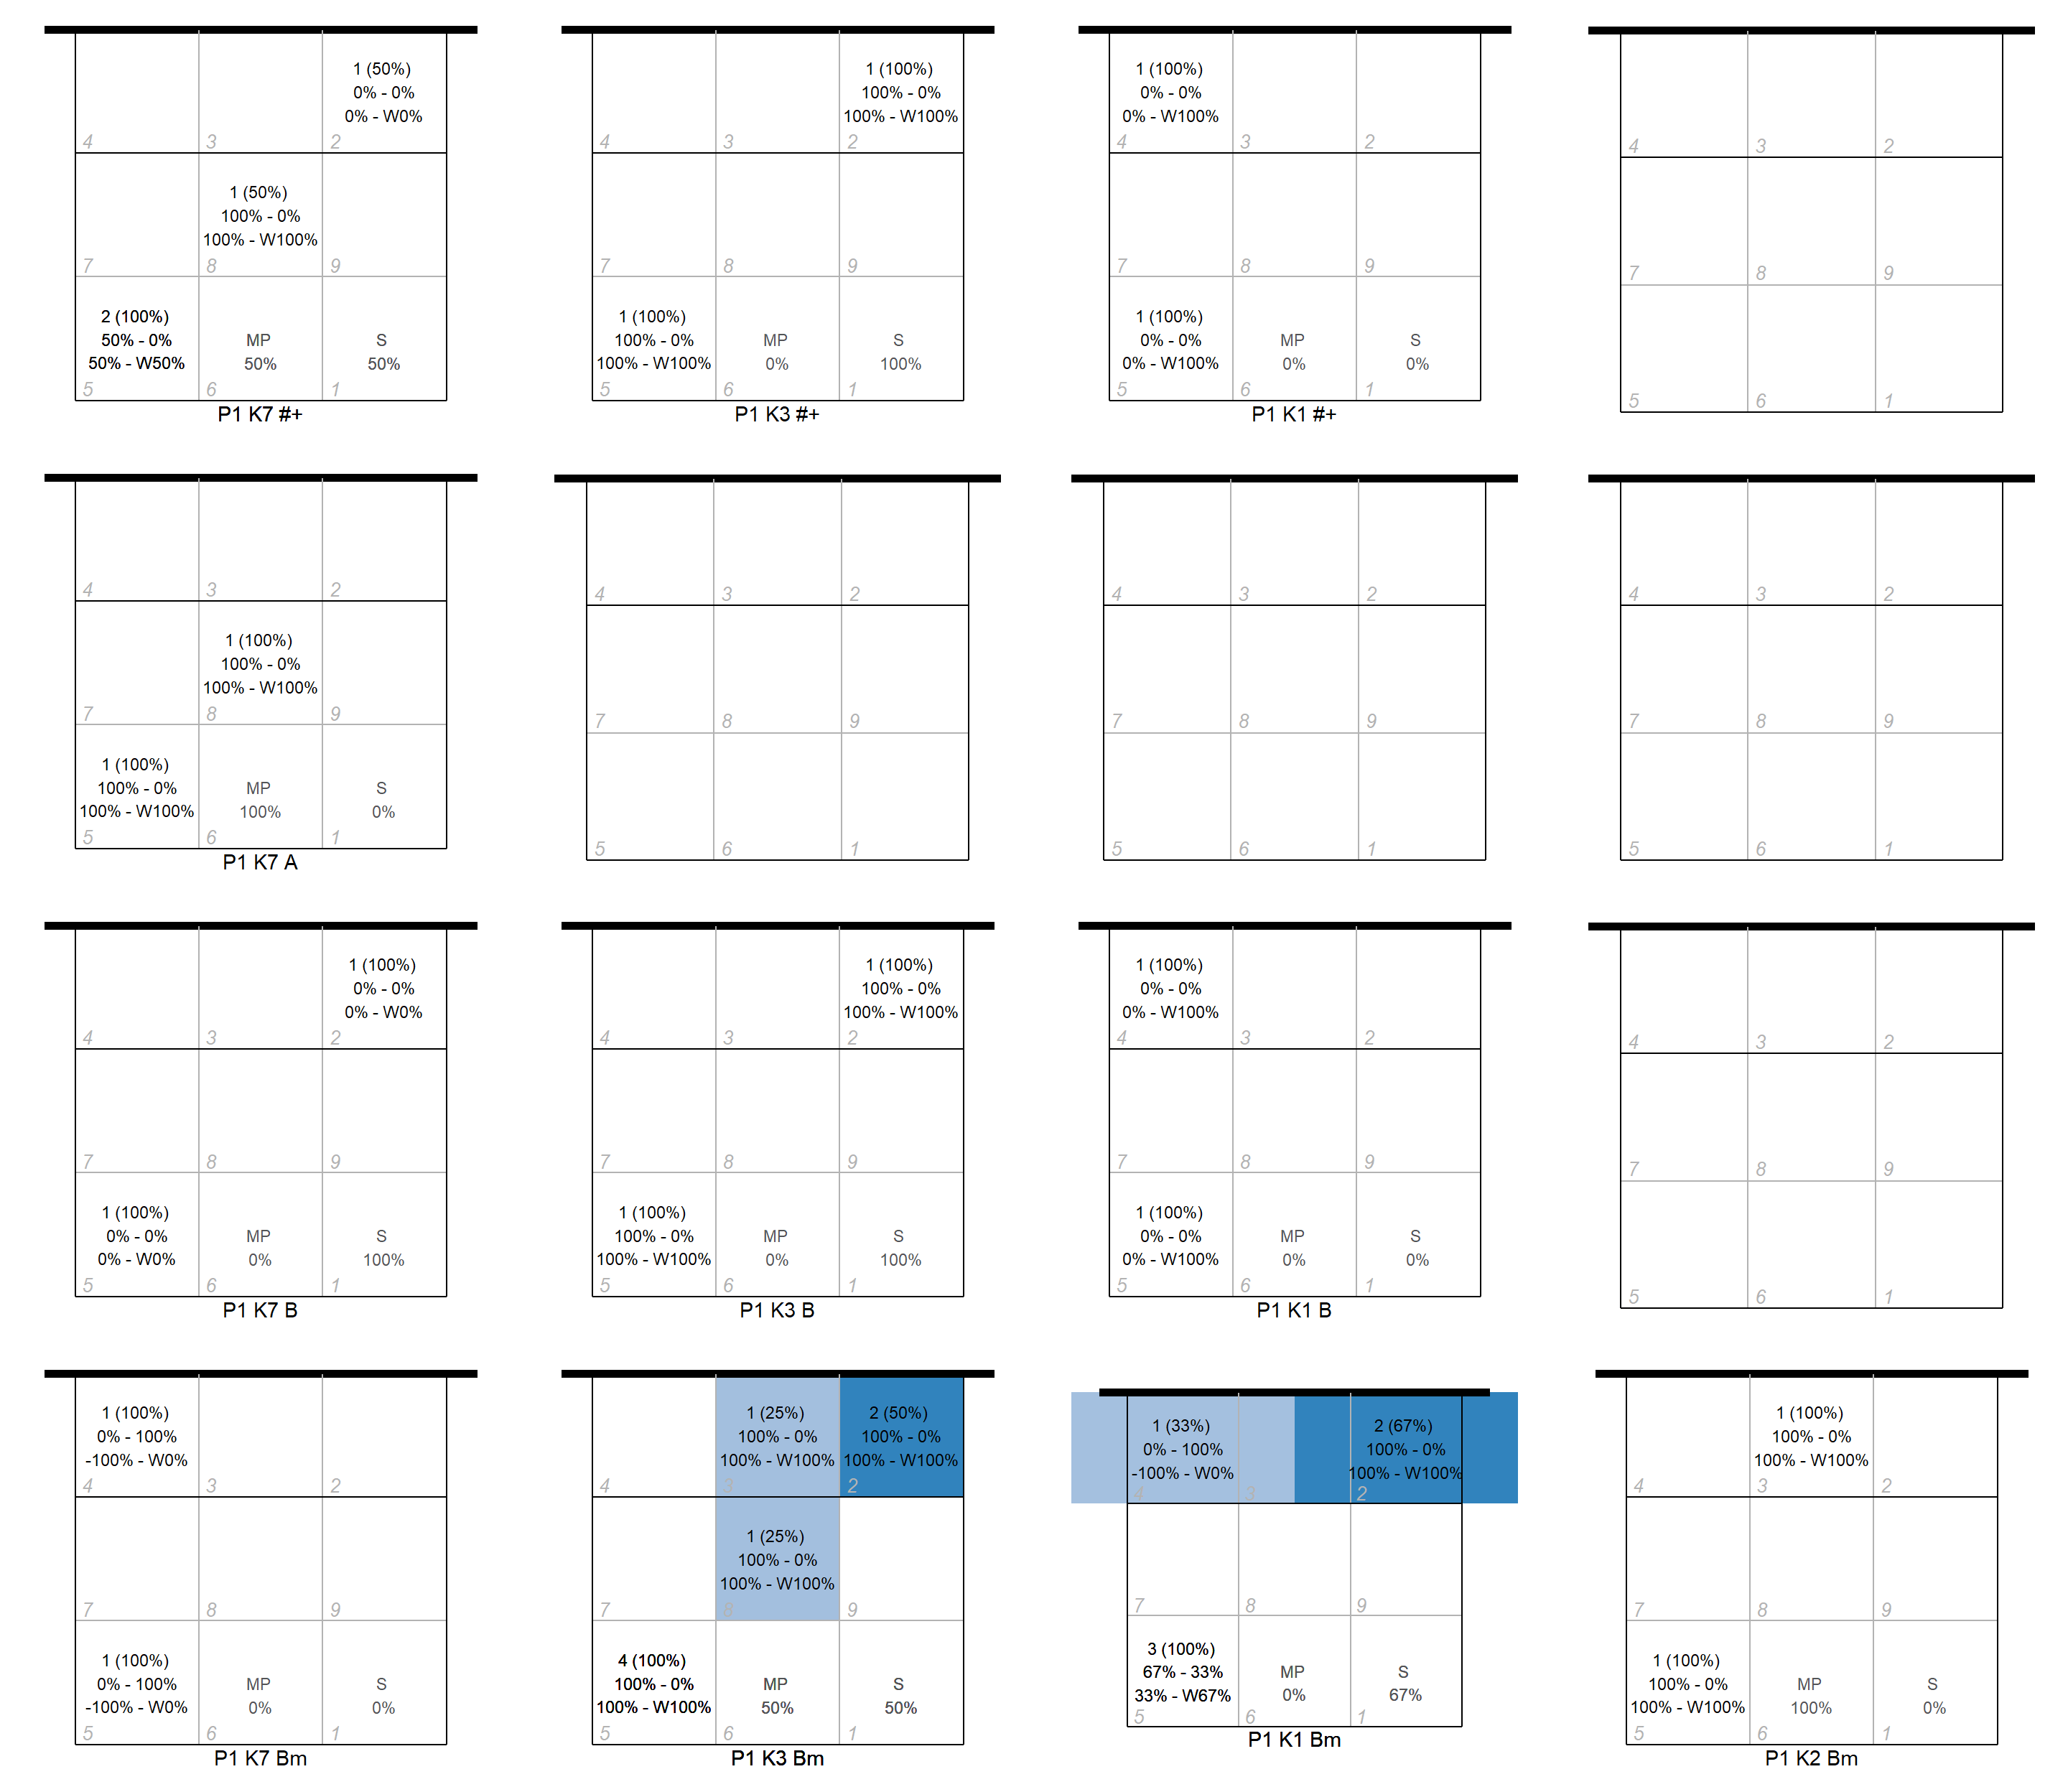 1 (50%)
0% - 0%
0% - W0%
4 3 2
1 (50%)
100% - 0%
100% - W100%
7 8 9
2 (100%)
50% - 0%
50% - W50%
MP
50%
S
50%
5 6 1
P1 K7 #+
1 (100%)
100% - 0%
100% - W100%
4 3 2
7 8 9
1 (100%)
100% - 0%
100% - W100%
MP
0%
S
100%
5 6 1
P1 K3 #+
1 (100%)
0% - 0%
0% - W100%
4 3 2
7 8 9
1 (100%)
0% - 0%
0% - W100%
MP
0%
S
0%
5 6 1
P1 K1 #+
4 3 2
7 8 9
5 6 1
4 3 2
1 (100%)
100% - 0%
100% - W100%
7 8 9
1 (100%)
100% - 0%
100% - W100%
MP
100%
S
0%
5 6 1
P1 K7 A
4 3 2
7 8 9
5 6 1
4 3 2
7 8 9
5 6 1
4 3 2
7 8 9
5 6 1
1 (100%)
0% - 0%
0% - W0%
4 3 2
7 8 9
1 (100%)
0% - 0%
0% - W0%
MP
0%
S
100%
5 6 1
P1 K7 B
1 (100%)
100% - 0%
100% - W100%
4 3 2
7 8 9
1 (100%)
100% - 0%
100% - W100%
MP
0%
S
100%
5 6 1
P1 K3 B
1 (100%)
0% - 0%
0% - W100%
4 3 2
7 8 9
1 (100%)
0% - 0%
0% - W100%
MP
0%
S
0%
5 6 1
P1 K1 B
4 3 2
7 8 9
5 6 1
1 (100%)
0% - 100%
-100% - W0%
4 3 2
7 8 9
1 (100%)
0% - 100%
-100% - W0%
MP
0%
S
0%
5 6 1
P1 K7 Bm
1 (25%)
100% - 0%
100% - W100%
2 (50%)
100% - 0%
100% - W100%
4 3 2
1 (25%)
100% - 0%
100% - W100%
7 8 9
4 (100%)
100% - 0%
100% - W100%
MP
50%
S
50%
5 6 1
P1 K3 Bm
1 (33%)
0% - 100%
-100% - W0%
2 (67%)
100% - 0%
100% - W100%
4 3 2
7 8 9
3 (100%)
67% - 33%
33% - W67%
MP
0%
S
67%
5 6 1
P1 K1 Bm
1 (100%)
100% - 0%
100% - W100%
4 3 2
7 8 9
1 (100%)
100% - 0%
100% - W100%
MP
100%
S
0%
5 6 1
P1 K2 Bm